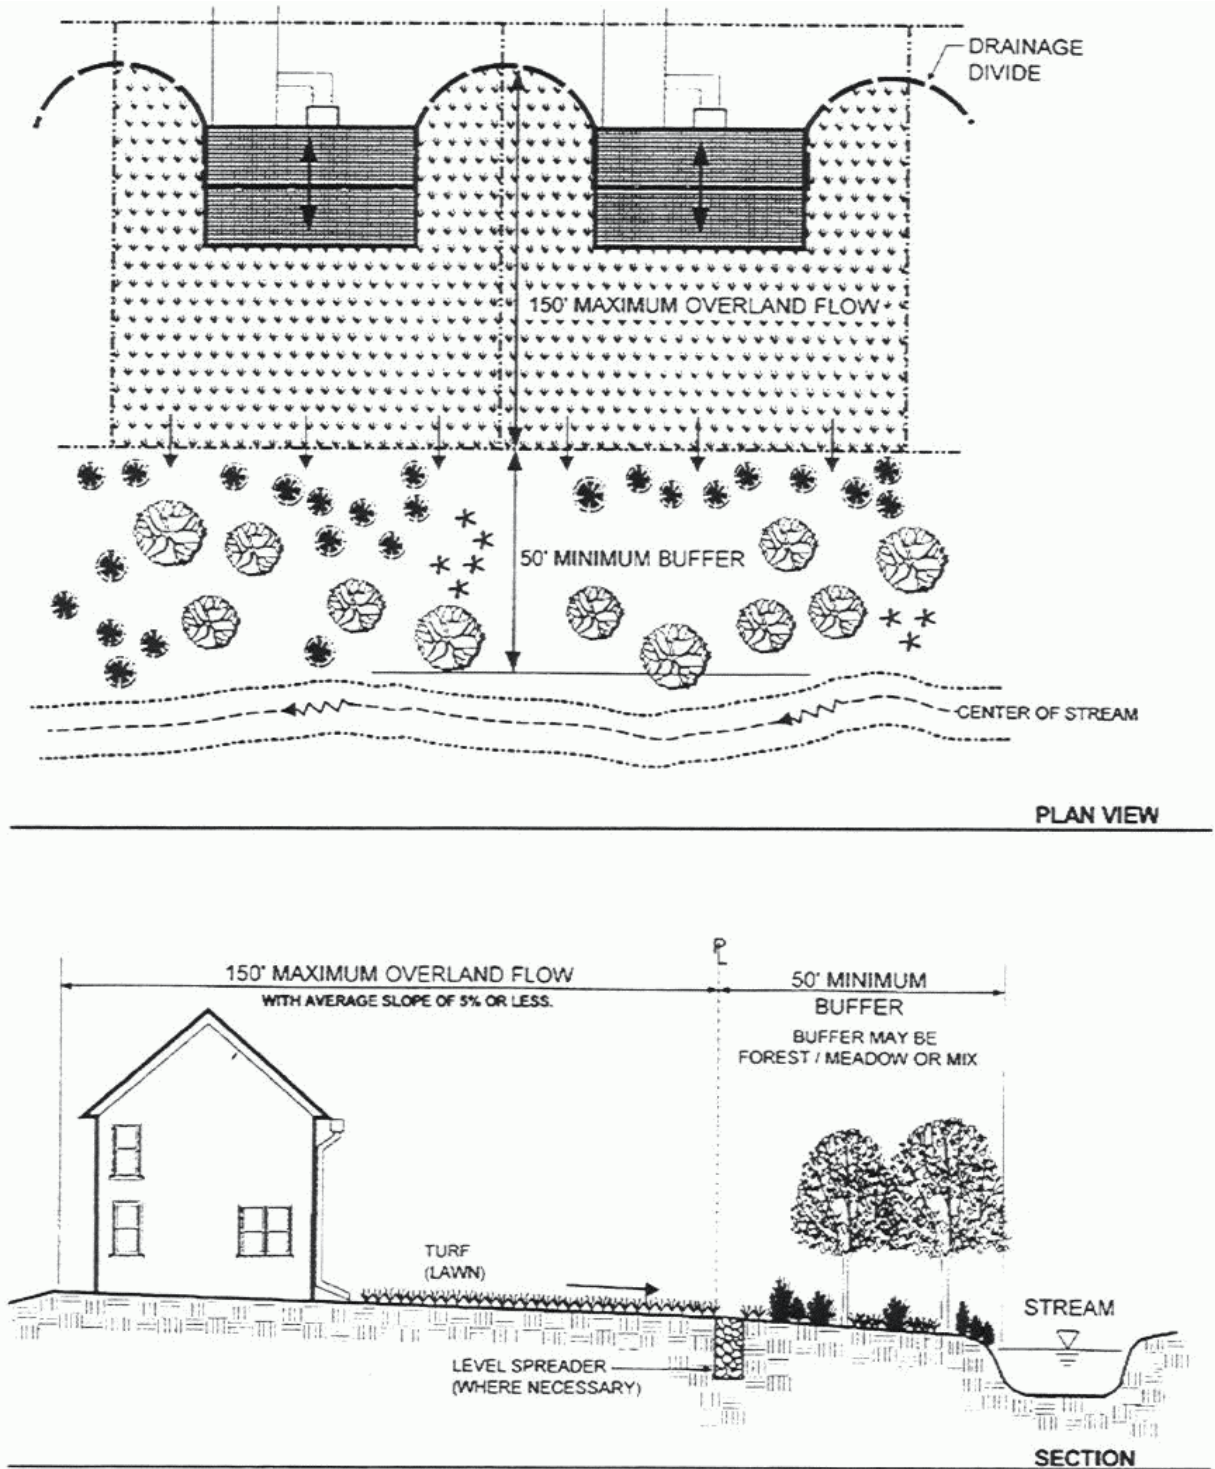 DRAINAGE
DIVIDE
150' MAXIMUM OVERLAND FLOW
50' MINIMUM BUFFER
CENTER OF STREAM
PLAN VIEW
PL
150' MAXIMUM OVERLAND FLOW
WITH AVERAGE SLOPE OF 5% OR LESS.
50' MINIMUM
BUFFER
BUFFER MAY BE
FOREST / MEADOW OR MIX
TURF
(LAWN)
STREAM
LEVEL SPREADER
(WHERE NECESSARY)
SECTION